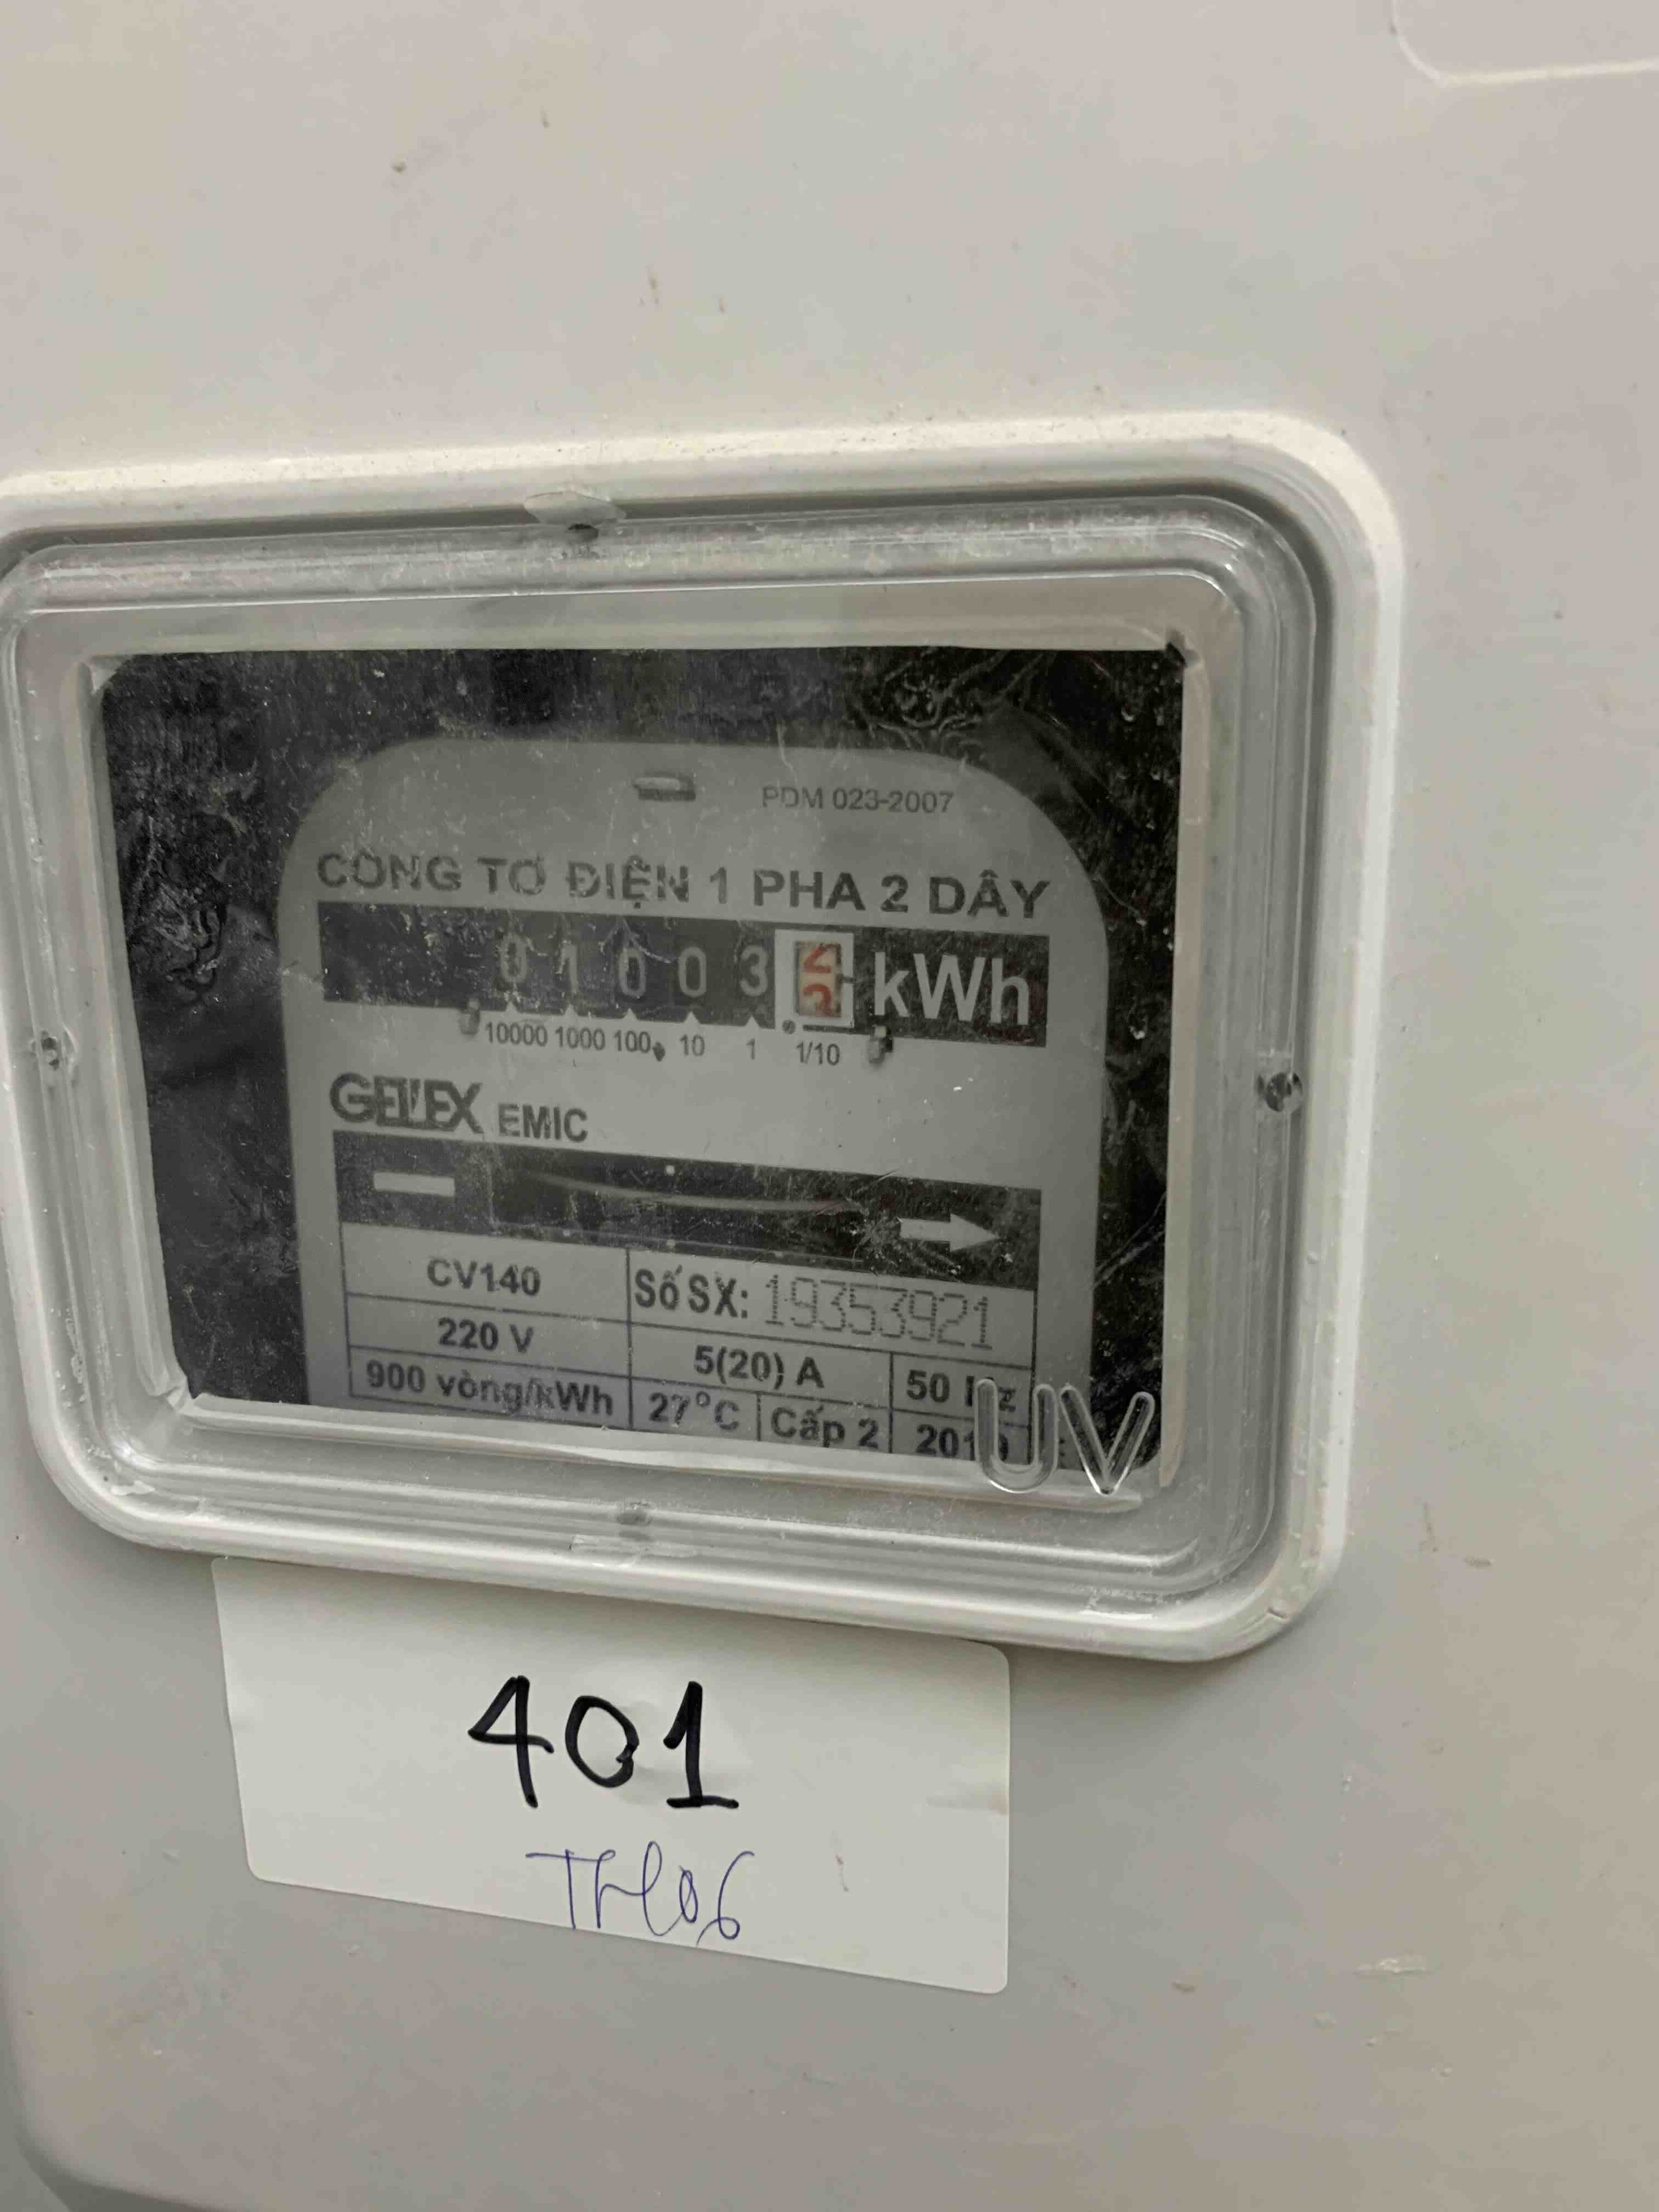 PDM 023-2007
CÔNG TƠ ĐIỆN 1 PHA 2 DÂY
0 1 0 0 3 kWh
10000 1000 100 10 1 1/10
GELEX EMIC
CV140 Số SX: 19353921
220 V 5(20) A 50 Hz
900 vòng/kWh 27°C Cấp 2
UV
401
TH06